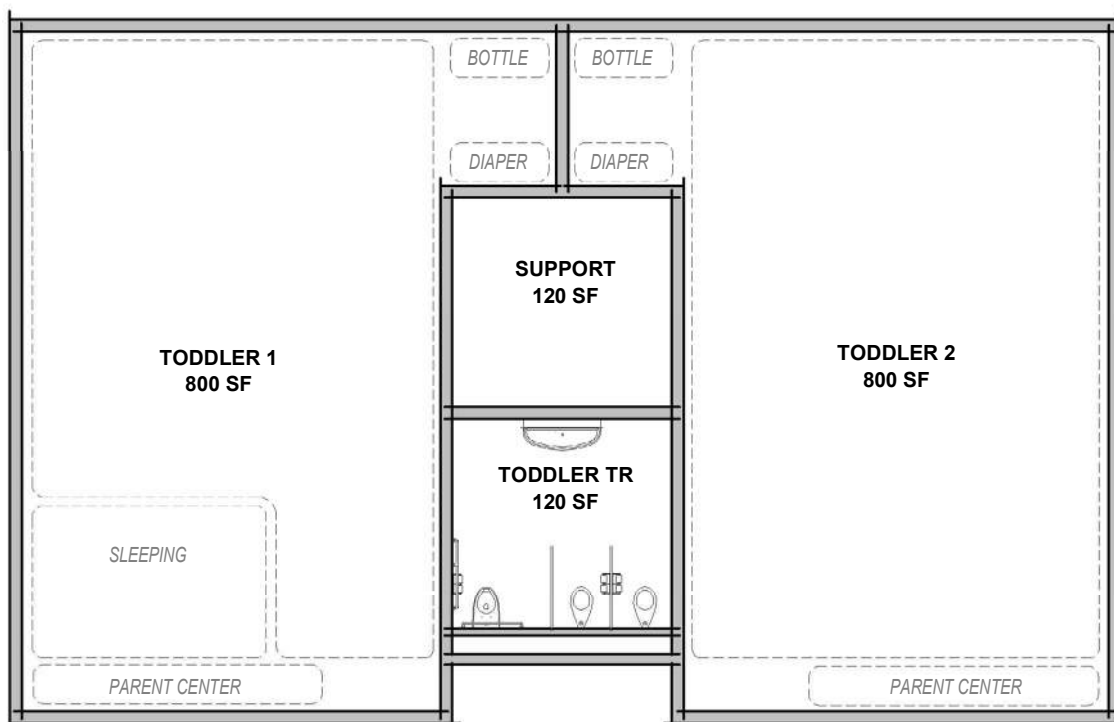 BOTTLE
BOTTLE
DIAPER
DIAPER
SUPPORT
120 SF
TODDLER 1
800 SF
TODDLER 2
800 SF
TODDLER TR
120 SF
SLEEPING
PARENT CENTER
PARENT CENTER